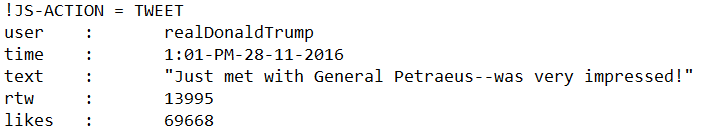 !JS-ACTION = TWEET
user : realDonaldTrump
time : 1:01-PM-28-11-2016
text : "Just met with General Petraeus--was very impressed!"
rtw : 13995
likes : 69668